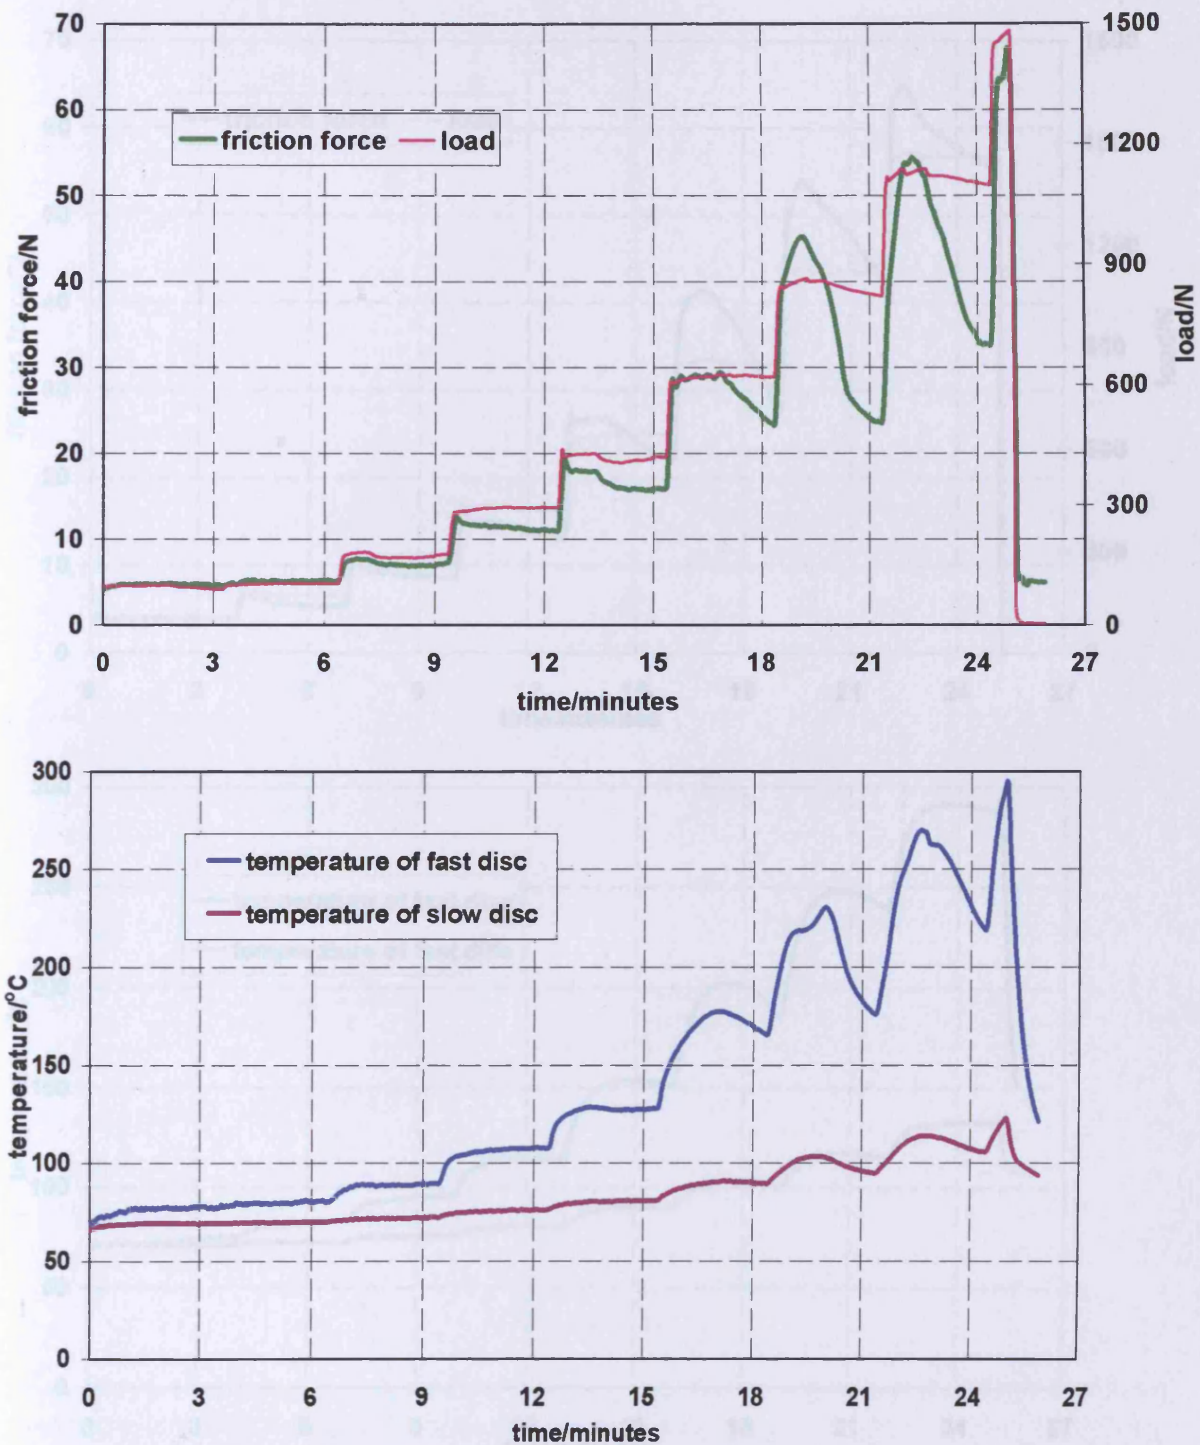 70
60
50
40
30
20
10
0
friction force/N
friction force
load
1500
1200
900
600
300
0
load/N
0 3 6 9 12 15 18 21 24 27
time/minutes
300
250
200
150
100
50
0
temperature/°C
temperature of fast disc
temperature of slow disc
0 3 6 9 12 15 18 21 24 27
time/minutes